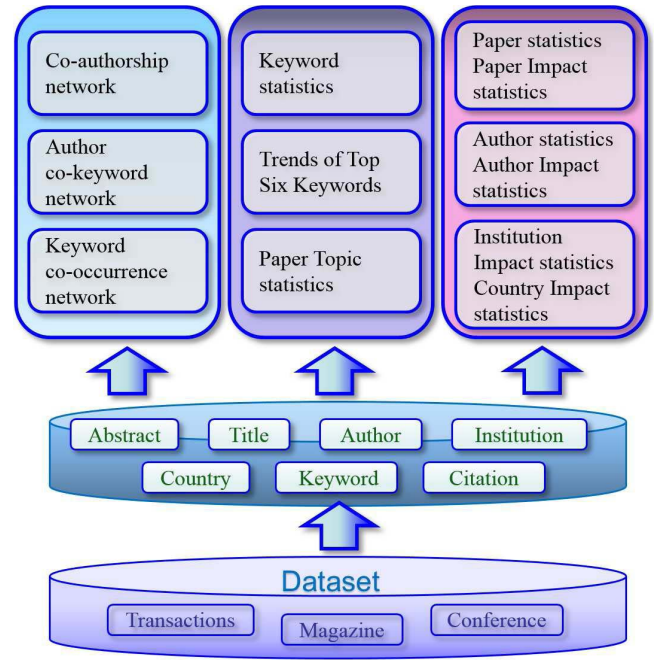 Co-authorship
network
Author
co-keyword
network
Keyword
co-occurrence
network
Keyword
statistics
Trends of Top
Six Keywords
Paper Topic
statistics
Paper statistics
Paper Impact
statistics
Author statistics
Author Impact
statistics
Institution
Impact statistics
Country Impact
statistics
Abstract
Title
Author
Institution
Country
Keyword
Citation
Dataset
Transactions
Magazine
Conference